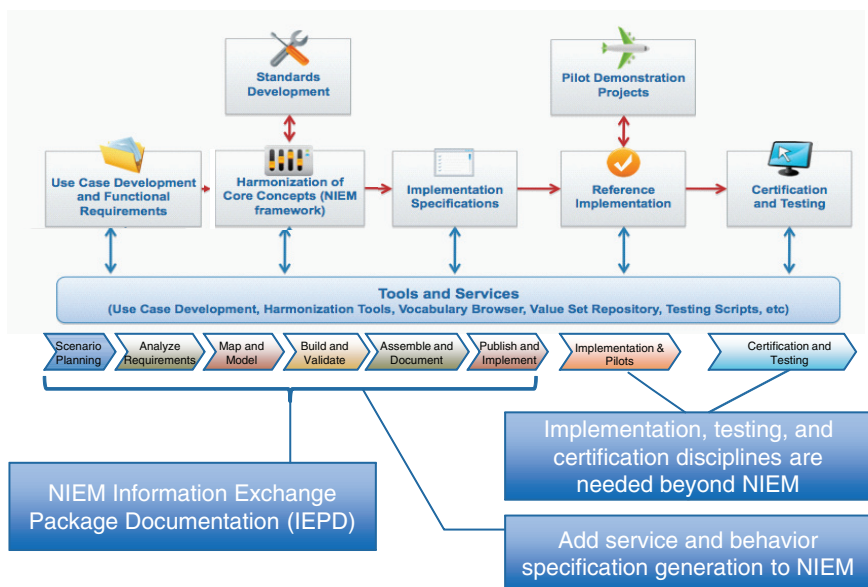 Standards
Development
Pilot Demonstration
Projects
Use Case Development
and Functional
Requirements
Harmonization of
Core Concepts (NIEM
framework)
Implementation
Specifications
Reference
Implementation
Certification
and Testing
Tools and Services
(Use Case Development, Harmonization Tools, Vocabulary Browser, Value Set Repository, Testing Scripts, etc)
Scenario
Planning
Analyze
Requirements
Map and
Model
Build and
Validate
Assemble and
Document
Publish and
Implement
Implementation &
Pilots
Certification and
Testing
NIEM Information Exchange
Package Documentation (IEPD)
Implementation, testing, and
certification disciplines are
needed beyond NIEM
Add service and behavior
specification generation to NIEM